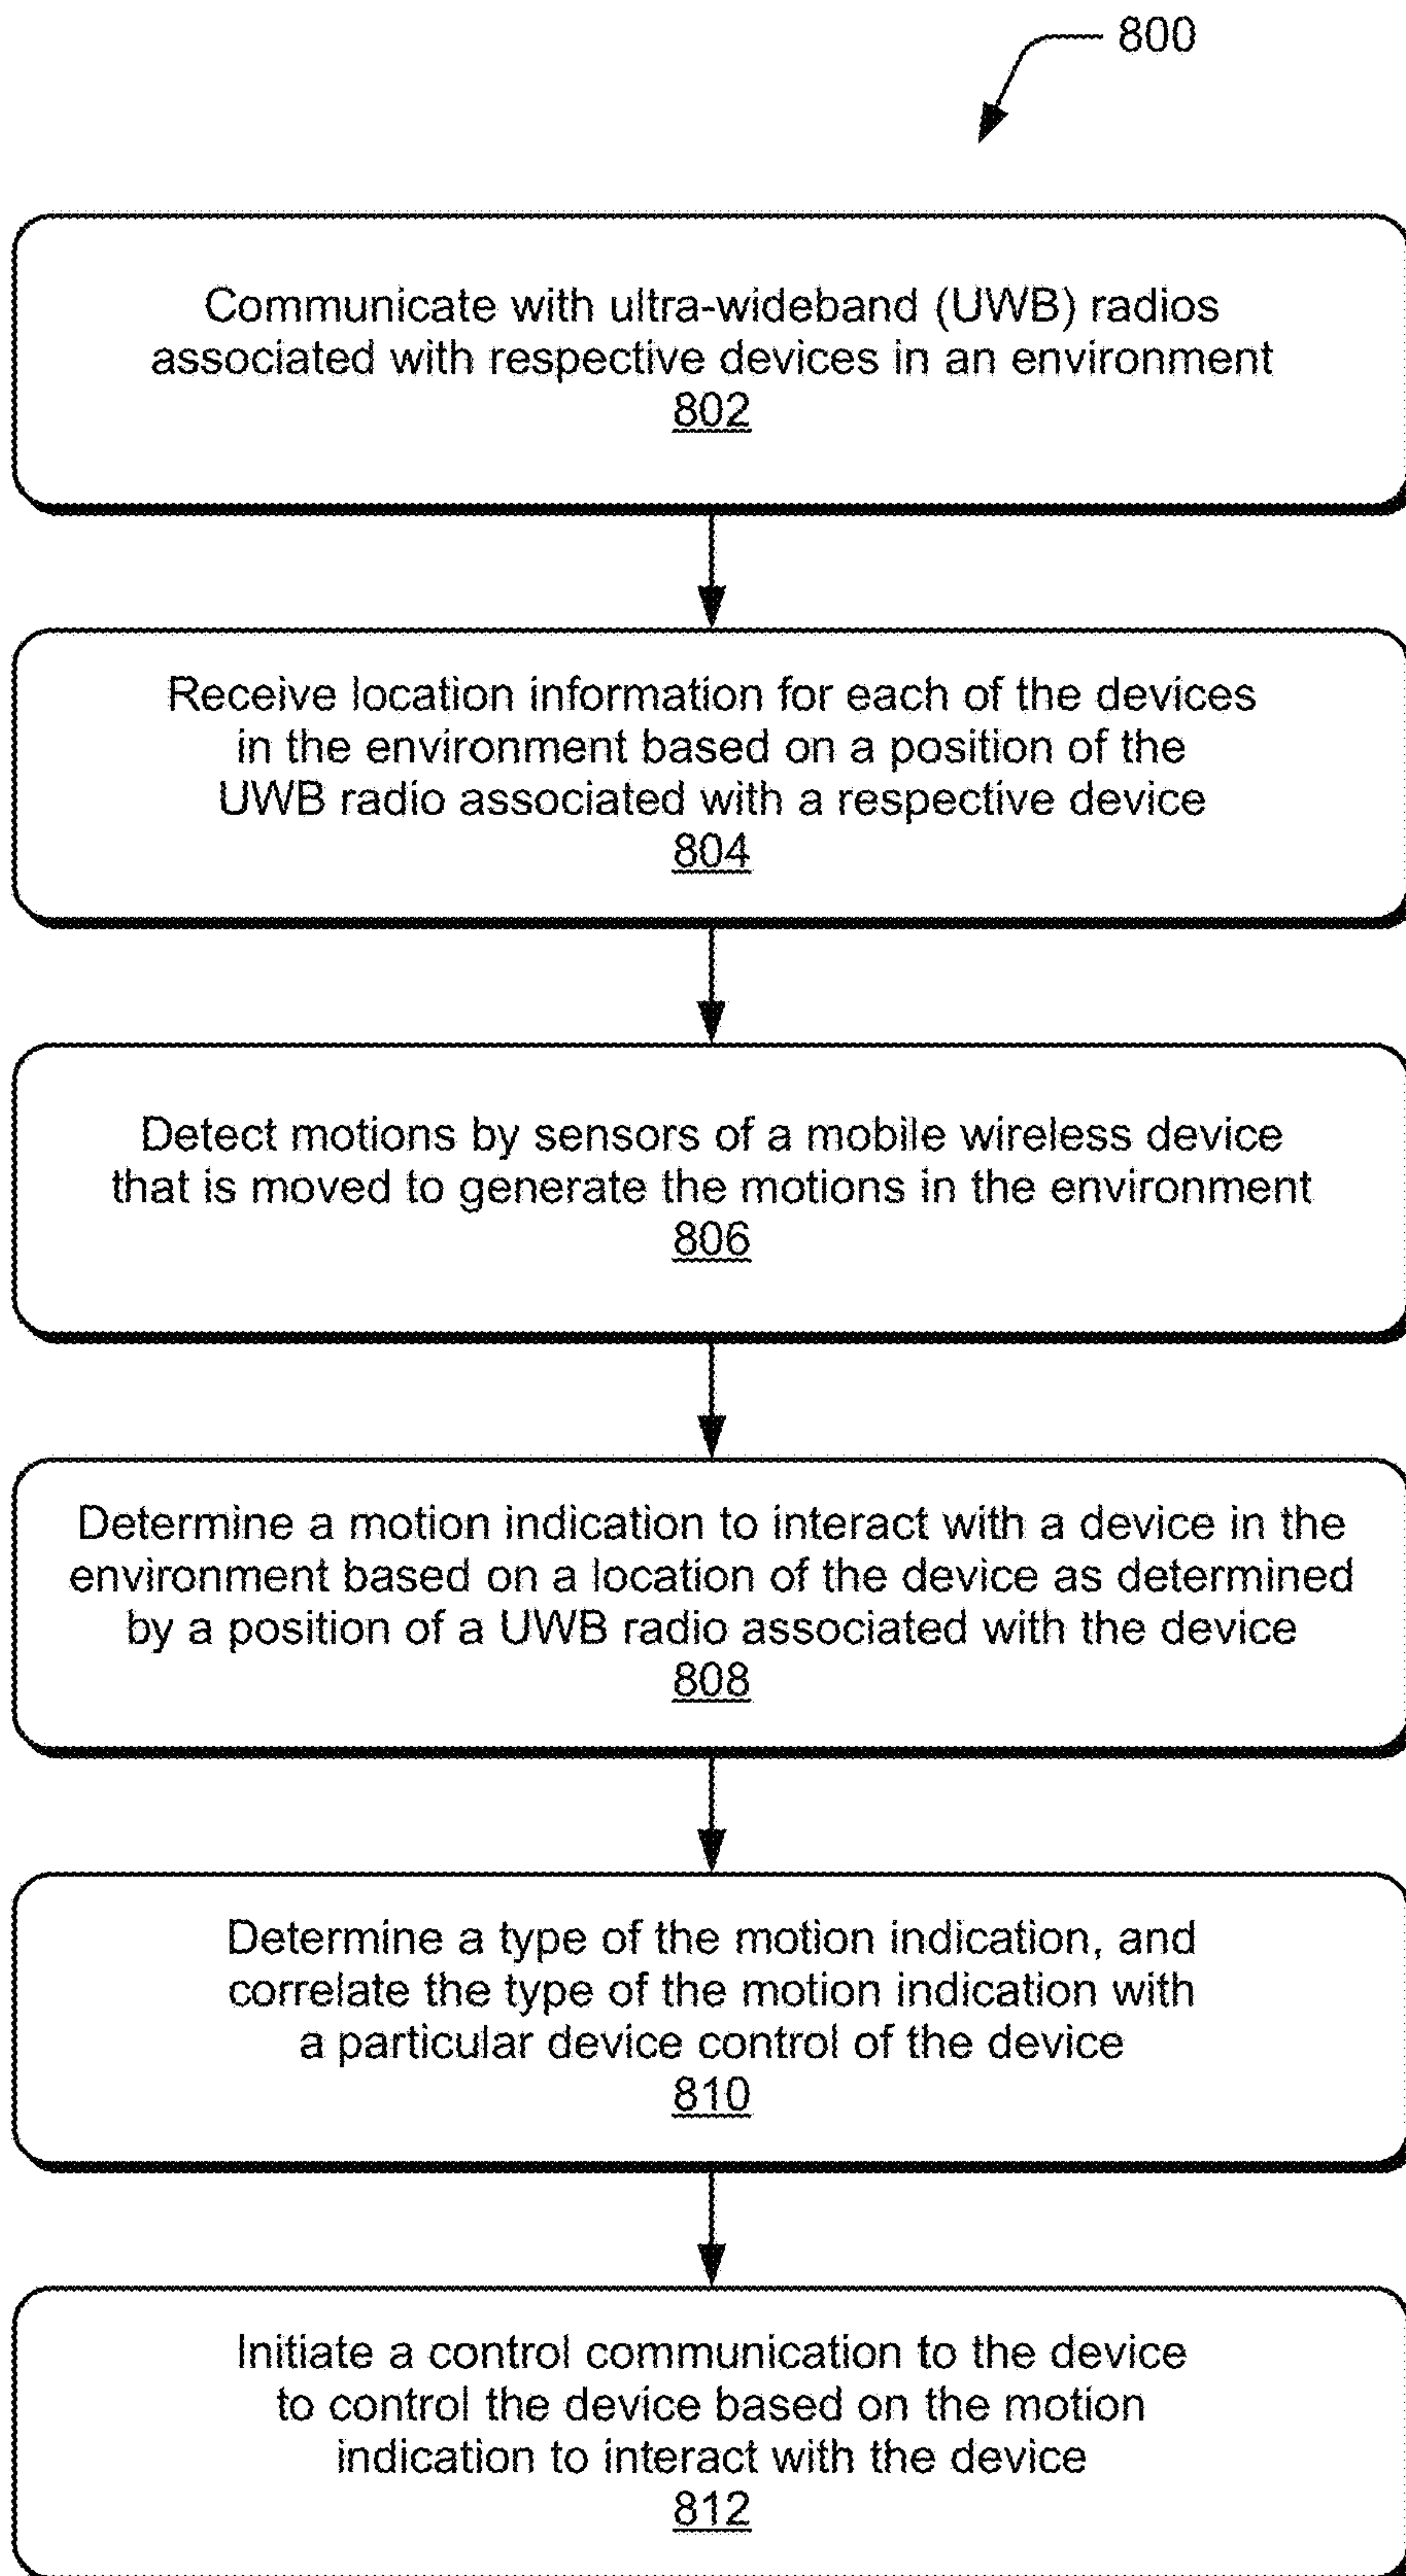 800
Communicate with ultra-wideband (UWB) radios
associated with respective devices in an environment
802
Receive location information for each of the devices
in the environment based on a position of the
UWB radio associated with a respective device
804
Detect motions by sensors of a mobile wireless device
that is moved to generate the motions in the environment
806
Determine a motion indication to interact with a device in the
environment based on a location of the device as determined
by a position of a UWB radio associated with the device
808
Determine a type of the motion indication, and
correlate the type of the motion indication with
a particular device control of the device
810
Initiate a control communication to the device
to control the device based on the motion
indication to interact with the device
812